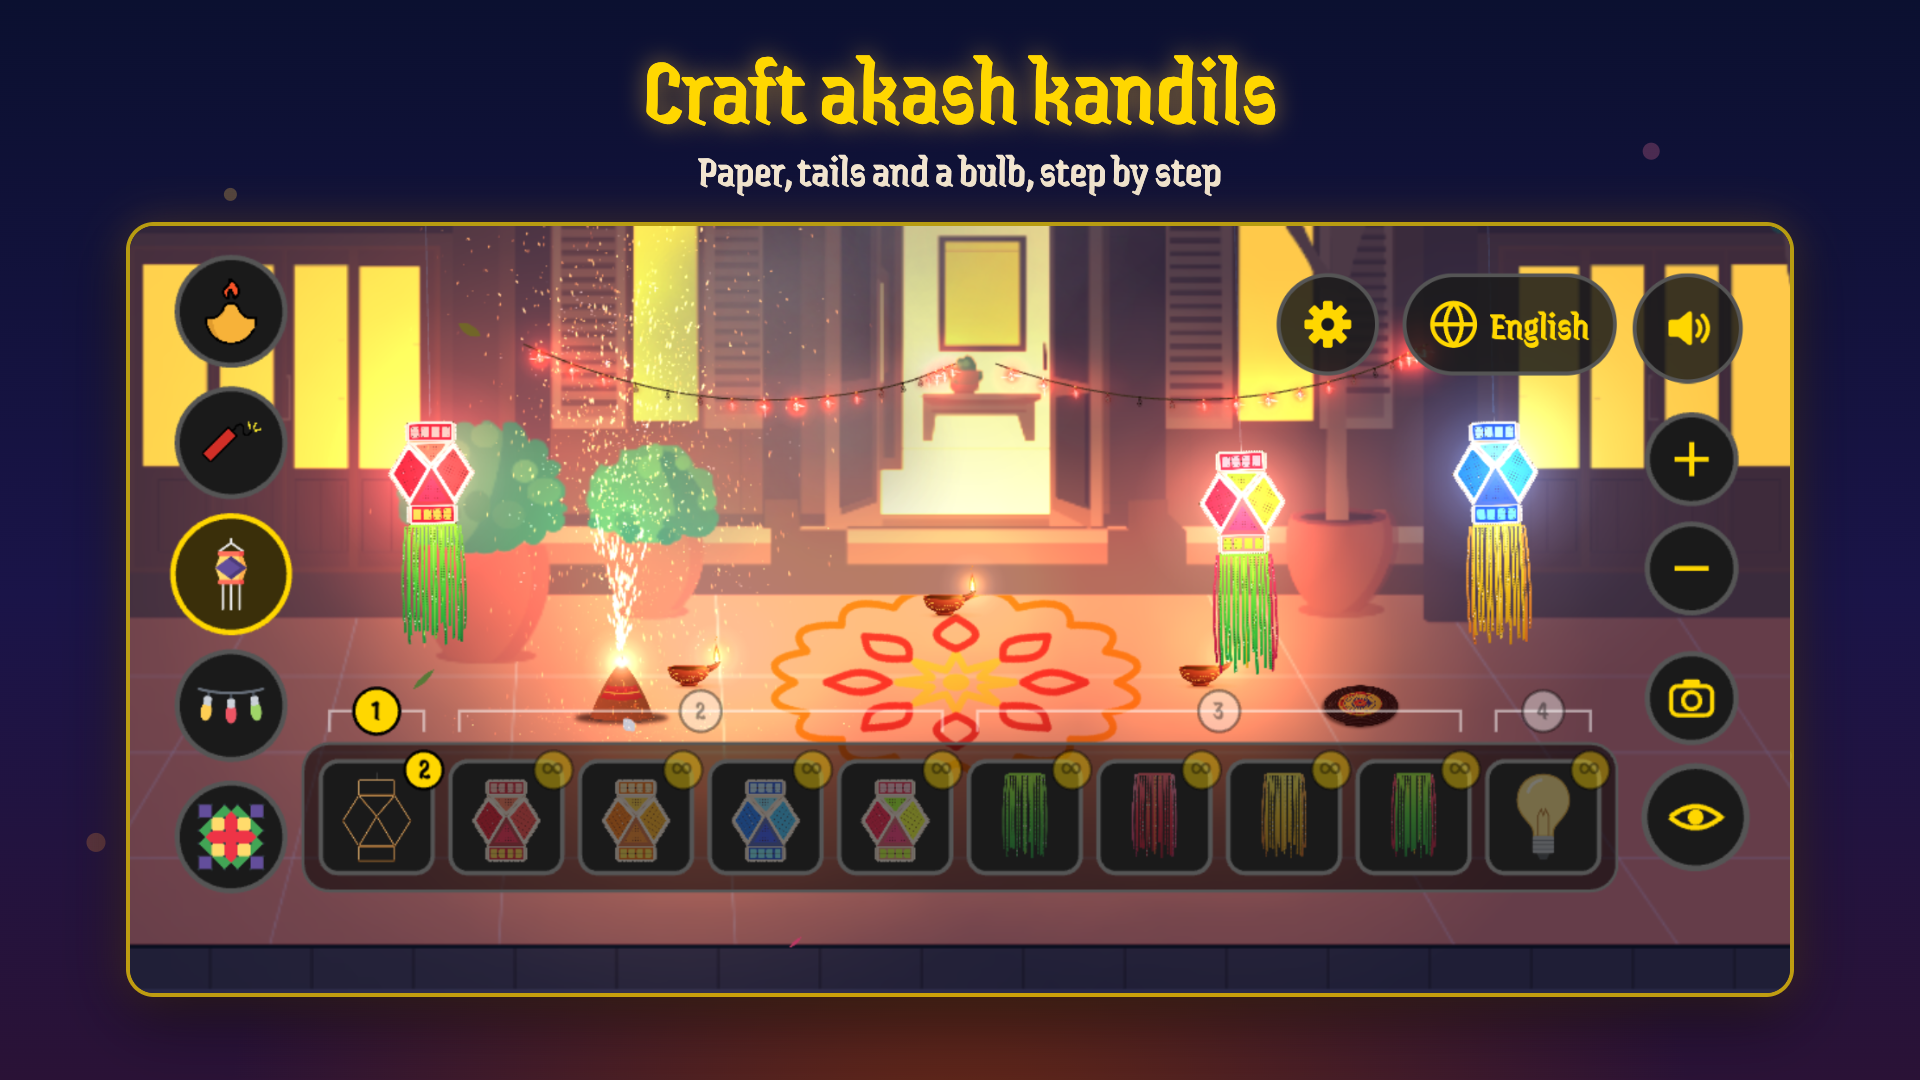 Craft akash kandils
Paper, tails and a bulb, step by step
English
1
2
3
4
2
∞ ∞ ∞ ∞ ∞ ∞ ∞ ∞ ∞